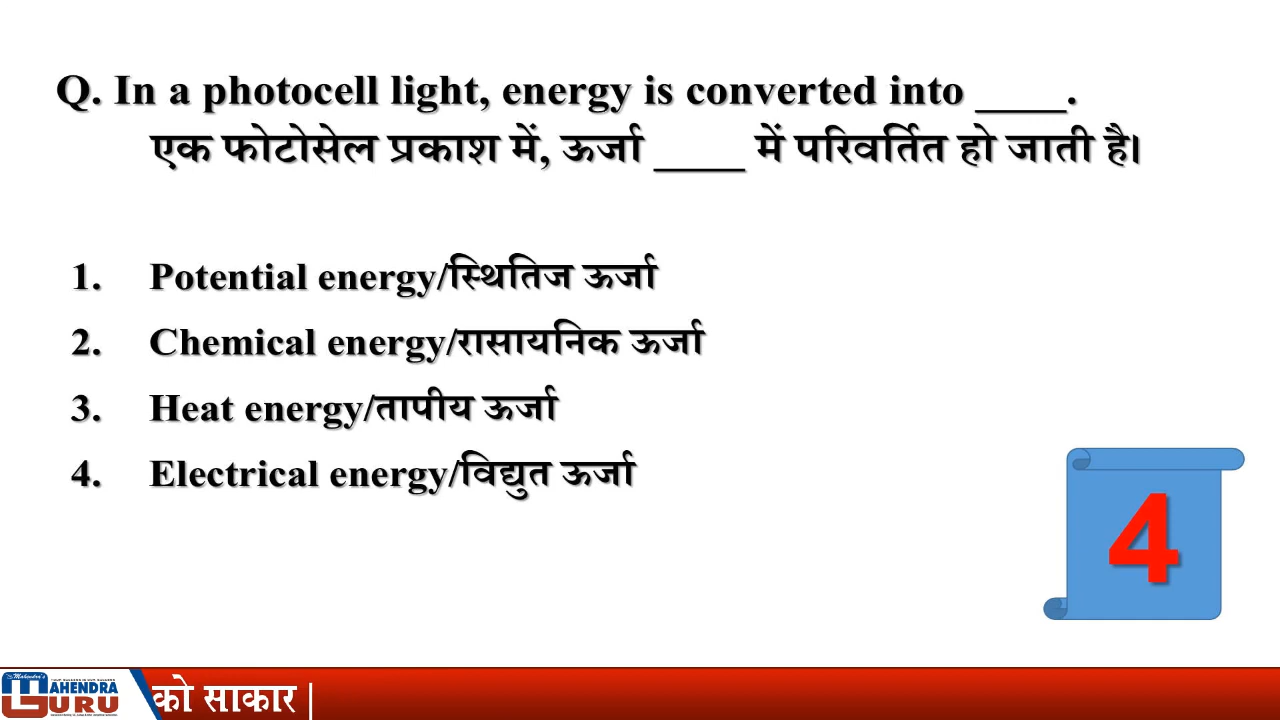 Q. In a photocell light, energy is converted into ____.
एक फोटोसेल प्रकाश में, ऊर्जा ____ में परिवर्तित हो जाती है।
1. Potential energy/स्थितिज ऊर्जा
2. Chemical energy/रासायनिक ऊर्जा
3. Heat energy/तापीय ऊर्जा
4. Electrical energy/विद्युत ऊर्जा
4
Mahendra's
MAHENDRA
GURU
को साकार |